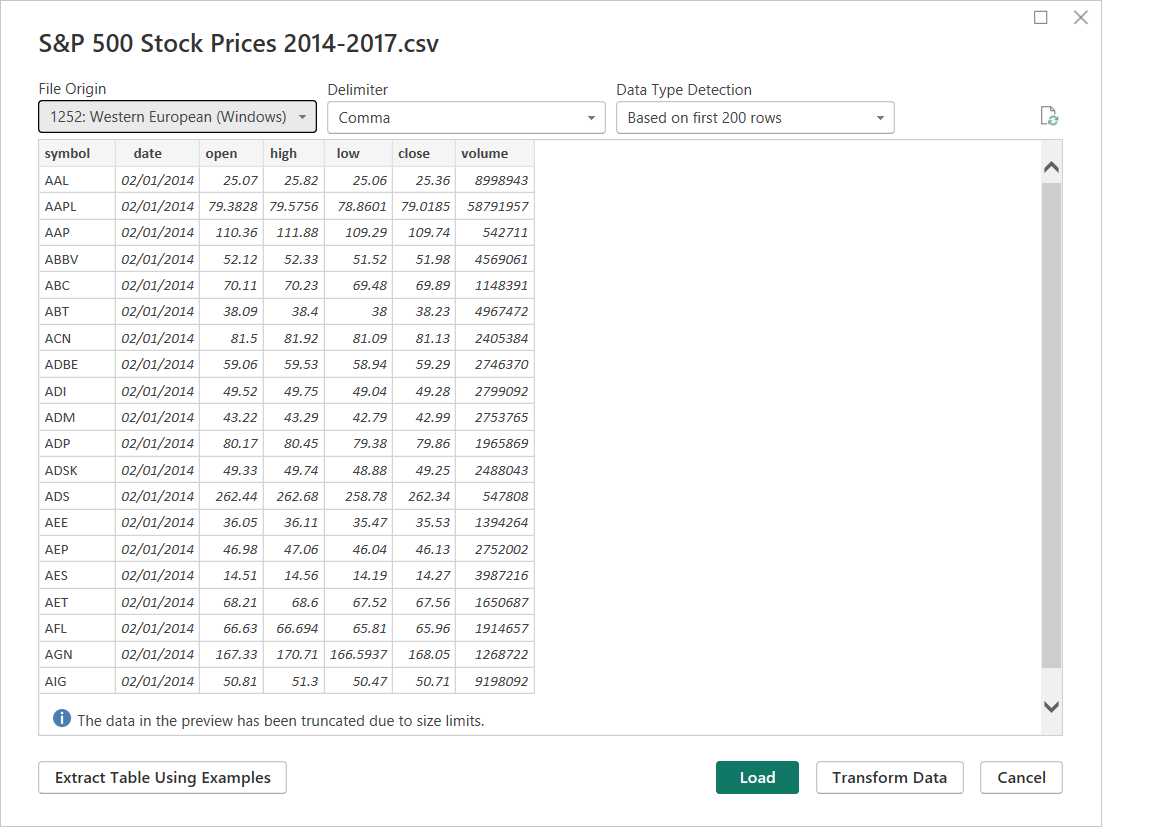 S&P 500 Stock Prices 2014-2017.csv
File Origin Delimiter Data Type Detection
1252: Western European (Windows) Comma Based on first 200 rows
symbol date open high low close volume
AAL 02/01/2014 25.07 25.82 25.06 25.36 8998943
AAPL 02/01/2014 79.3828 79.5756 78.8601 79.0185 58791957
AAP 02/01/2014 110.36 111.88 109.29 109.74 542711
ABBV 02/01/2014 52.12 52.33 51.52 51.98 4569061
ABC 02/01/2014 70.11 70.23 69.48 69.89 1148391
ABT 02/01/2014 38.09 38.4 38 38.23 4967472
ACN 02/01/2014 81.5 81.92 81.09 81.13 2405384
ADBE 02/01/2014 59.06 59.53 58.94 59.29 2746370
ADI 02/01/2014 49.52 49.75 49.04 49.28 2799092
ADM 02/01/2014 43.22 43.29 42.79 42.99 2753765
ADP 02/01/2014 80.17 80.45 79.38 79.86 1965869
ADSK 02/01/2014 49.33 49.74 48.88 49.25 2488043
ADS 02/01/2014 262.44 262.68 258.78 262.34 547808
AEE 02/01/2014 36.05 36.11 35.47 35.53 1394264
AEP 02/01/2014 46.98 47.06 46.04 46.13 2752002
AES 02/01/2014 14.51 14.56 14.19 14.27 3987216
AET 02/01/2014 68.21 68.6 67.52 67.56 1650687
AFL 02/01/2014 66.63 66.694 65.81 65.96 1914657
AGN 02/01/2014 167.33 170.71 166.5937 168.05 1268722
AIG 02/01/2014 50.81 51.3 50.47 50.71 9198092
The data in the preview has been truncated due to size limits.
Extract Table Using Examples Load Transform Data Cancel